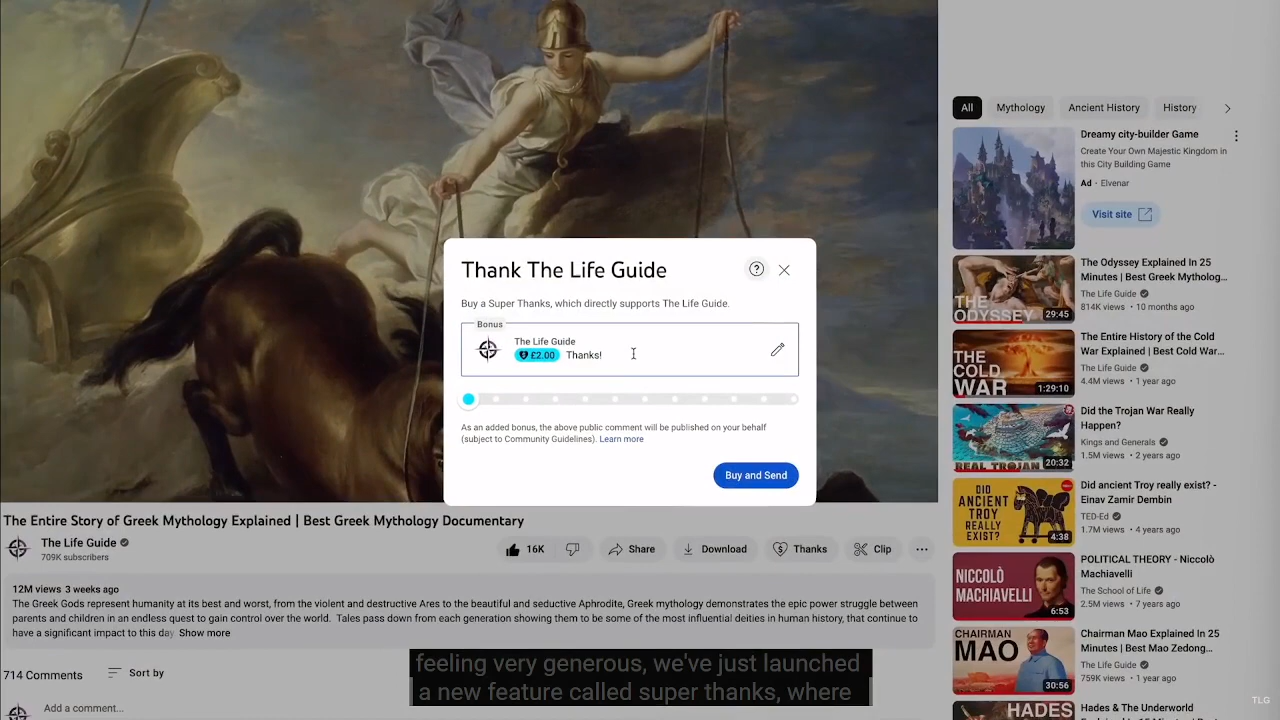 All
Mythology
Ancient History
History
Dreamy city-builder Game
Create Your Own Majestic Kingdom in
this City Building Game
Ad - Elvenar
Visit site
THE
ODYSSEY
29:45
The Odyssey Explained In 25
Minutes | Best Greek Mytholog...
The Life Guide
814K views • 10 months ago
THE
COLD
WAR
1:29:10
The Entire History of the Cold
War Explained | Best Cold War...
The Life Guide
4.4M views • 1 year ago
REAL TROJAN
20:32
Did the Trojan War Really
Happen?
Kings and Generals
1.5M views • 2 years ago
DID
ANCIENT
TROY
REALLY
EXIST?
4:38
Did ancient Troy really exist? -
Einav Zamir Dembin
TED-Ed
1.7M views • 4 years ago
NICCOLÒ
MACHIAVELLI
6:53
POLITICAL THEORY - Niccolò
Machiavelli
The School of Life
2.5M views • 7 years ago
CHAIRMAN
MAO
30:56
Chairman Mao Explained In 25
Minutes | Best Mao Zedong...
The Life Guide
759K views • 1 year ago
HADES
Hades & The Underworld
TLG
Thank The Life Guide
Buy a Super Thanks, which directly supports The Life Guide.
Bonus
The Life Guide
£2.00 Thanks!
As an added bonus, the above public comment will be published on your behalf
(subject to Community Guidelines). Learn more
Buy and Send
The Entire Story of Greek Mythology Explained | Best Greek Mythology Documentary
The Life Guide
709K subscribers
16K
Share
Download
Thanks
Clip
12M views 3 weeks ago
The Greek Gods represent humanity at its best and worst, from the violent and destructive Ares to the beautiful and seductive Aphrodite, Greek mythology demonstrates the epic power struggle between
parents and children in an endless quest to gain control over the world. Tales pass down from each generation showing them to be some of the most influential deities in human history, that continue to
have a significant impact to this day Show more
714 Comments
Sort by
Add a comment...
feeling very generous, we've just launched
a new feature called super thanks, where